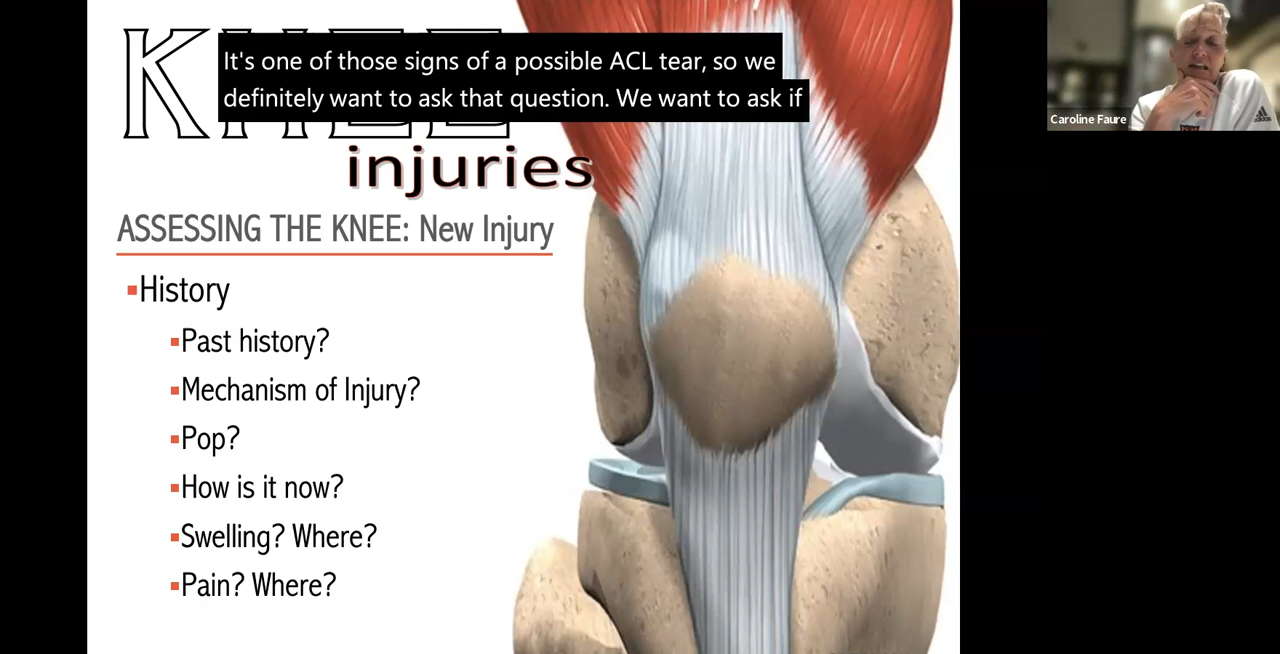 KNEE
It's one of those signs of a possible ACL tear, so we
definitely want to ask that question. We want to ask if
injuries
ASSESSING THE KNEE: New Injury
History
Past history?
Mechanism of Injury?
Pop?
How is it now?
Swelling? Where?
Pain? Where?
Caroline Faure
adidas